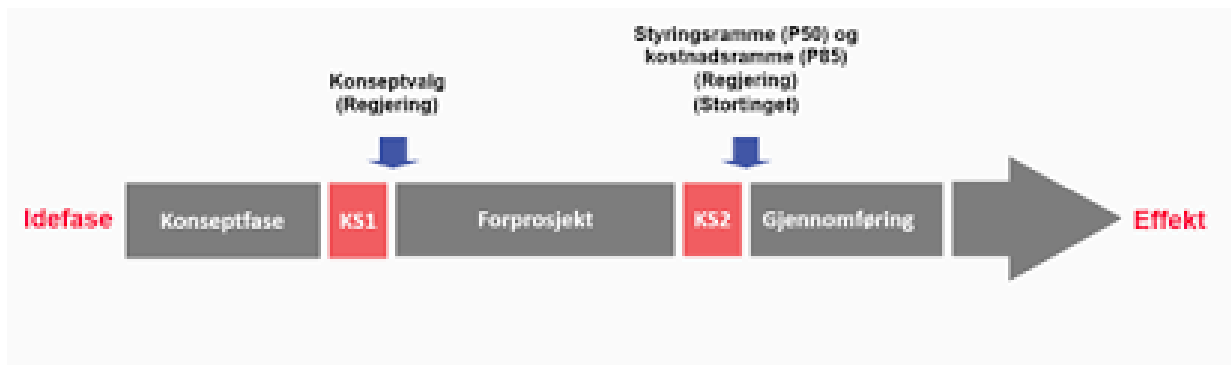 Styringsramme (P50) og
kostnadsramme (P85)
(Regjering)
(Stortinget)
Konseptvalg
(Regjering)
Idefase
Konseptfase
KS1
Forprosjekt
KS2
Gjennomføring
Effekt